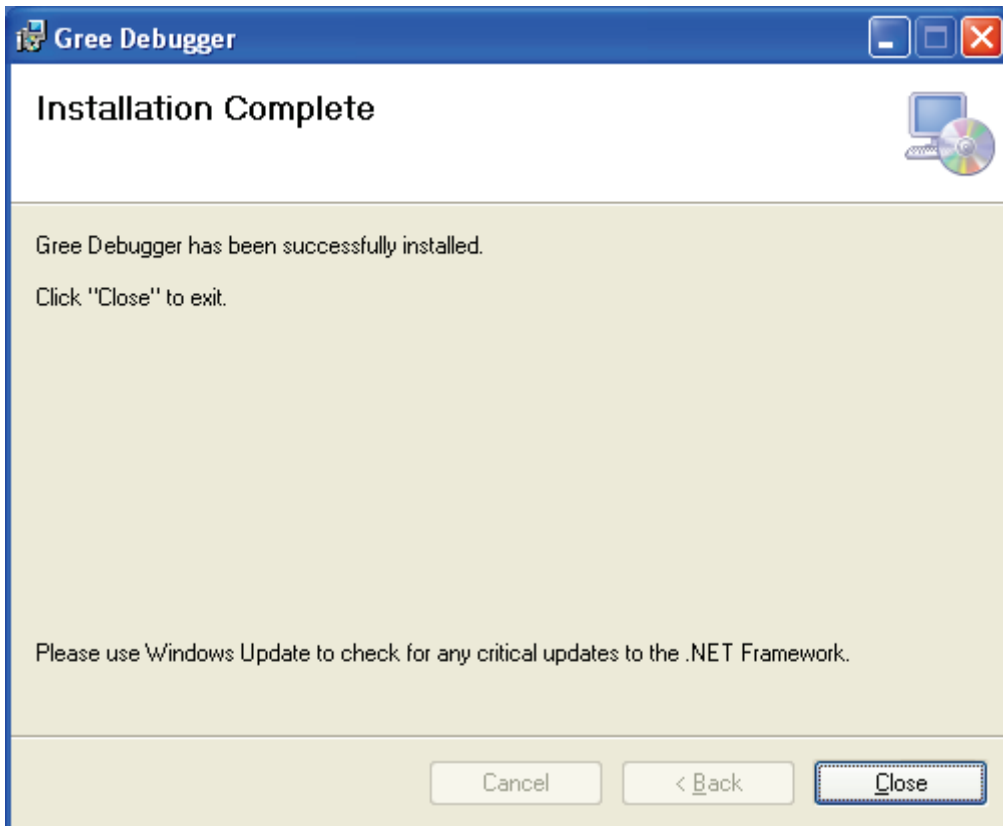 Gree Debugger
Installation Complete
Gree Debugger has been successfully installed.
Click "Close" to exit.
Please use Windows Update to check for any critical updates to the .NET Framework.
Cancel
< Back
Close